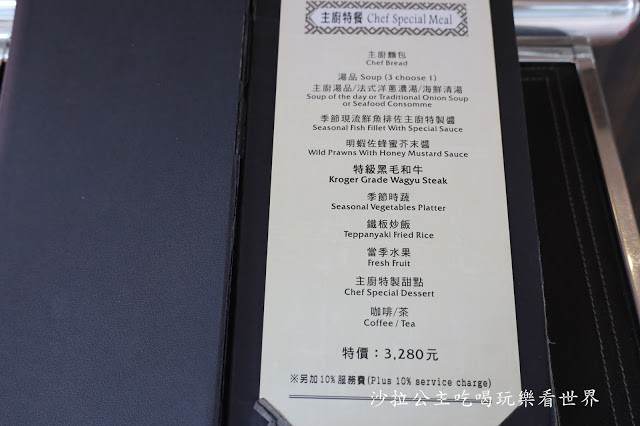 主廚特餐 Chef Special Meal
主廚麵包
Chef Bread
湯品 Soup (3 choose 1)
主廚湯品/法式洋蔥濃湯/海鮮清湯
Soup of the day or Traditional Onion Soup
or Seafood Consomme
季節現流鮮魚排佐主廚特製醬
Seasonal Fish Fillet With Special Sauce
明蝦佐蜂蜜芥末醬
Wild Prawns With Honey Mustard Sauce
特級黑毛和牛
Kroger Grade Wagyu Steak
季節時蔬
Seasonal Vegetables Platter
鐵板炒飯
Teppanyaki Fried Rice
當季水果
Fresh Fruit
主廚特製甜點
Chef Special Dessert
咖啡/茶
Coffee / Tea
特價：3,280元
※另加10%服務費(Plus 10% service charge)
沙拉公主吃喝玩樂看世界